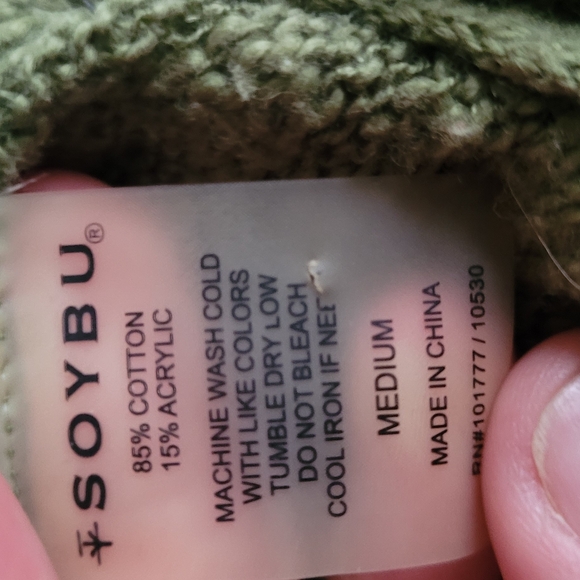 SOYBU®
85% COTTON
15% ACRYLIC
MACHINE WASH COLD
WITH LIKE COLORS
TUMBLE DRY LOW
DO NOT BLEACH
COOL IRON IF NEE
MEDIUM
MADE IN CHINA
RN#101777 / 10530